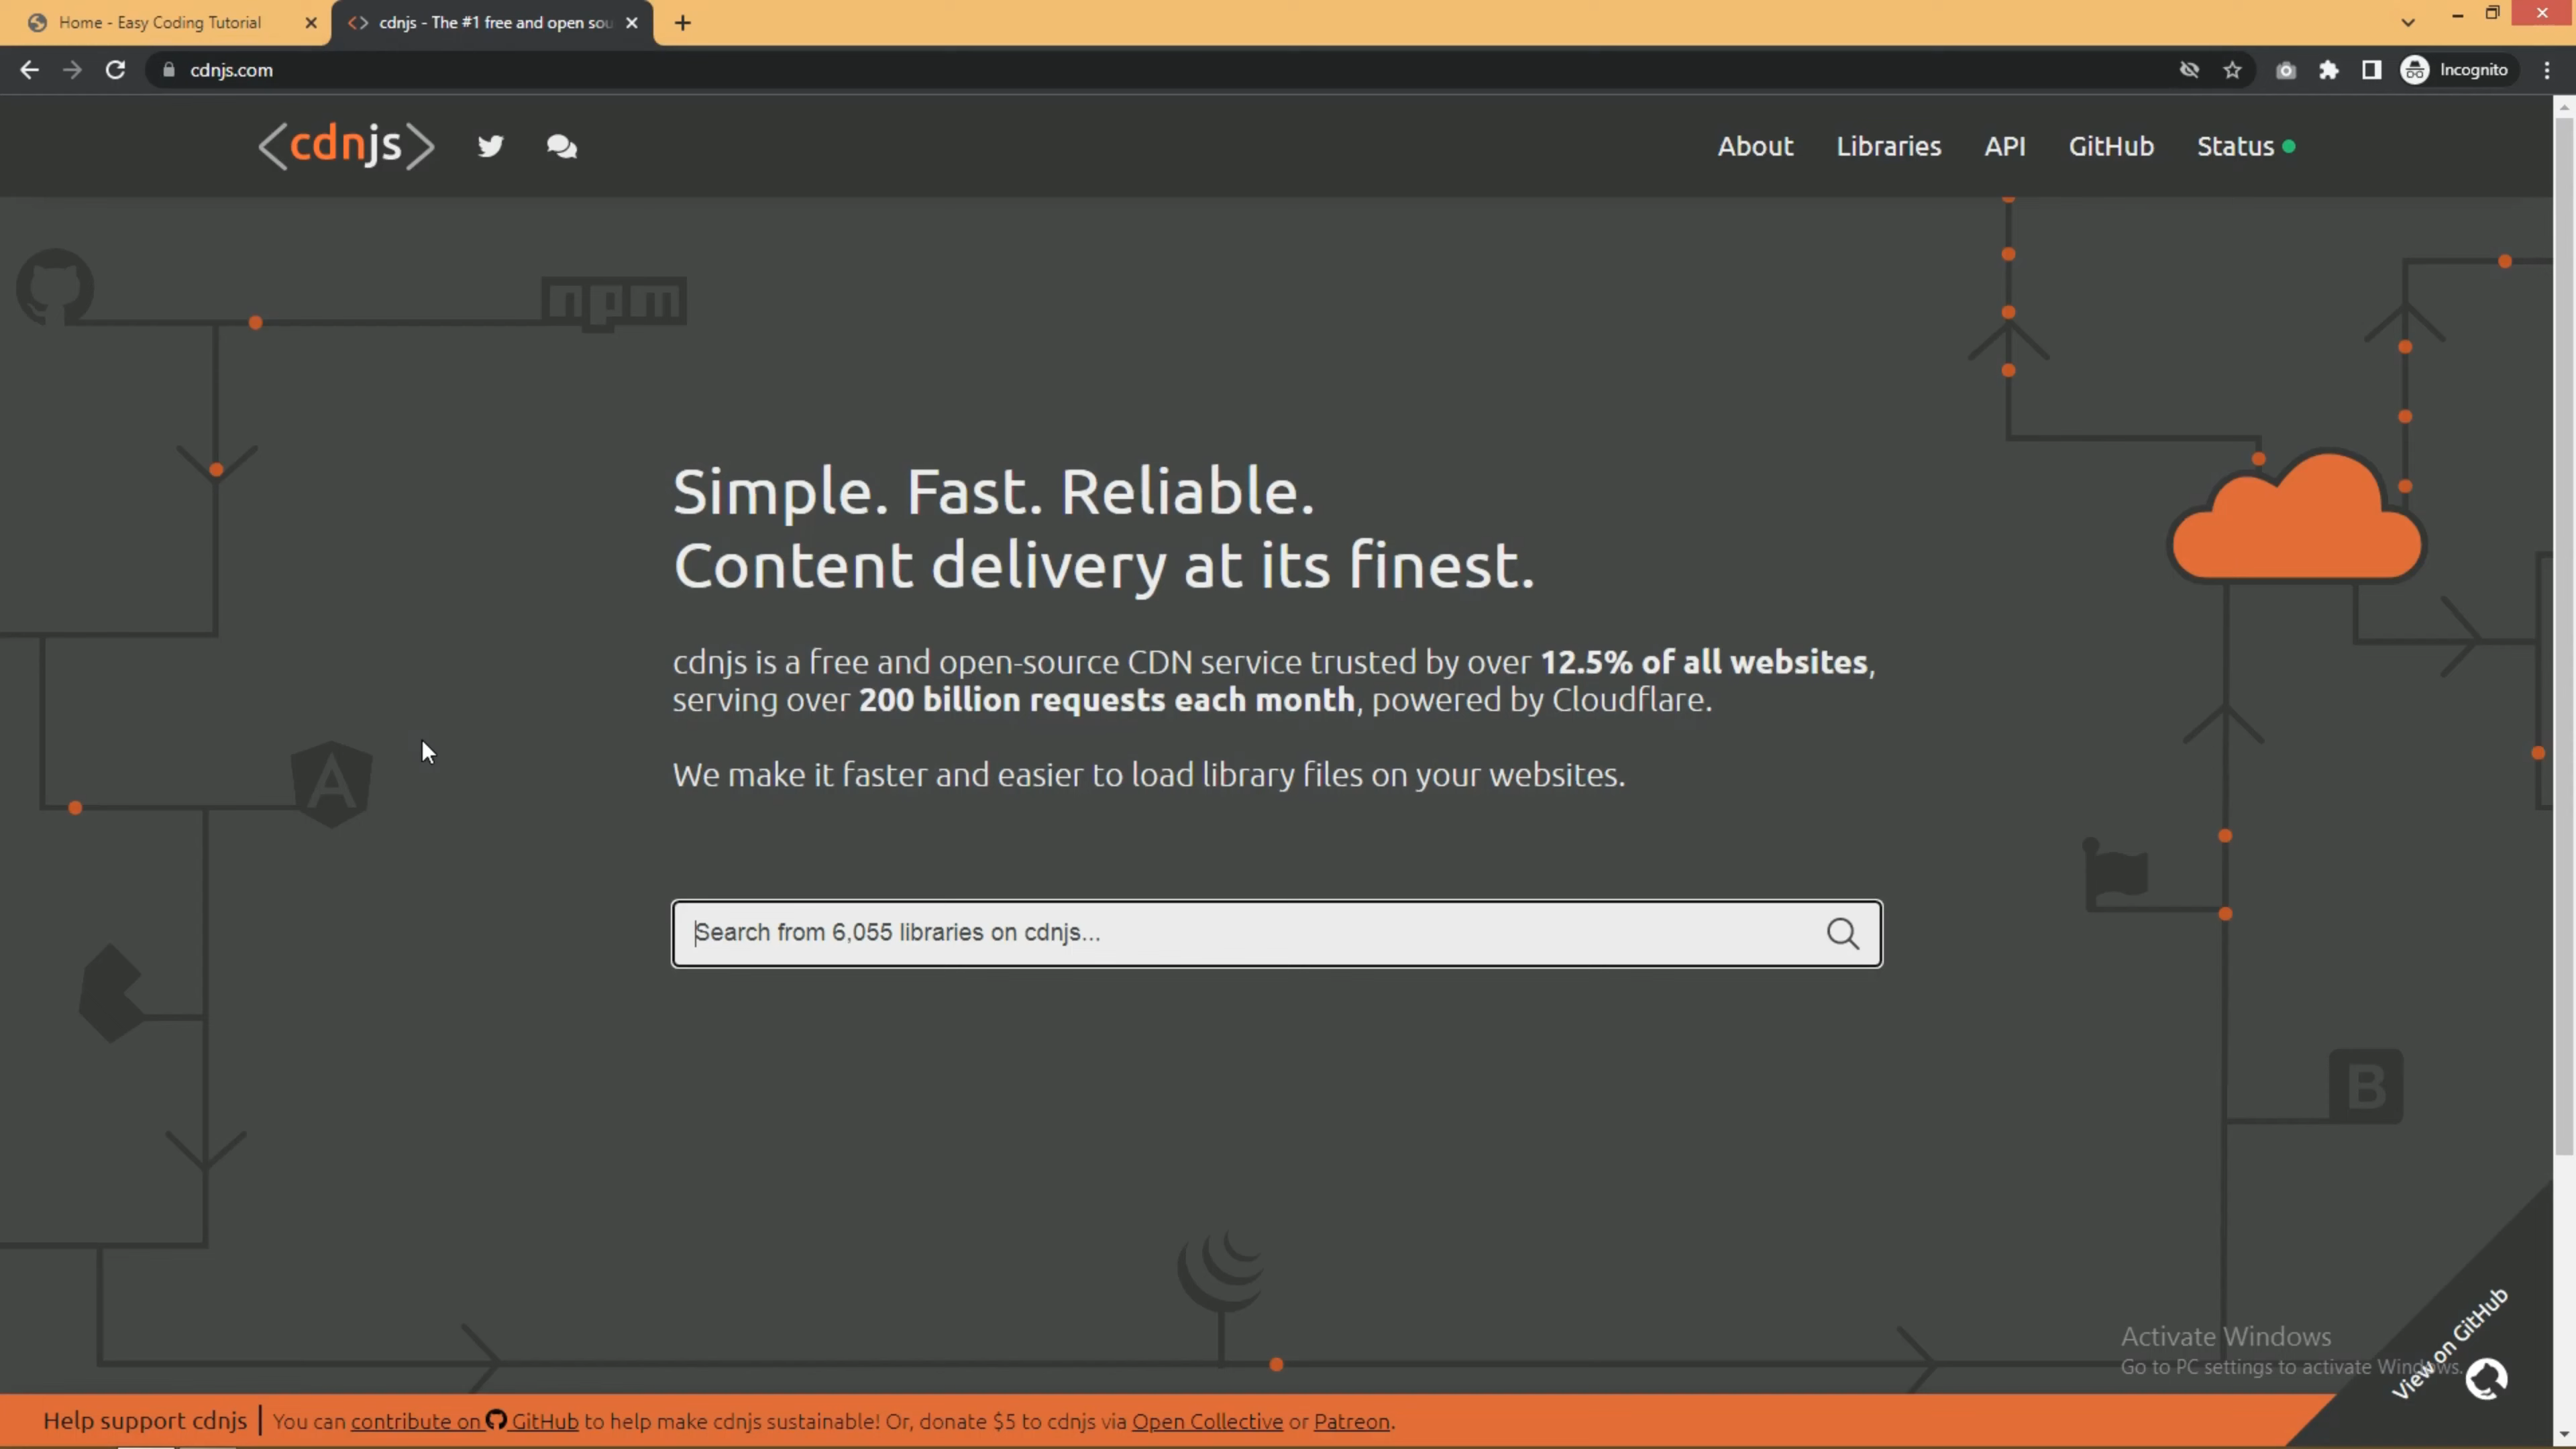 Home - Easy Coding Tutorial
cdnjs - The #1 free and open sou
cdnjs.com
Incognito
<cdnjs>
About Libraries API GitHub Status
npm
Simple. Fast. Reliable.
Content delivery at its finest.
cdnjs is a free and open-source CDN service trusted by over 12.5% of all websites,
serving over 200 billion requests each month, powered by Cloudflare.
We make it faster and easier to load library files on your websites.
A
Search from 6,055 libraries on cdnjs...
B
Activate Windows
Go to PC settings to activate Windows.
View on GitHub
Help support cdnjs | You can contribute on GitHub to help make cdnjs sustainable! Or, donate $5 to cdnjs via Open Collective or Patreon.